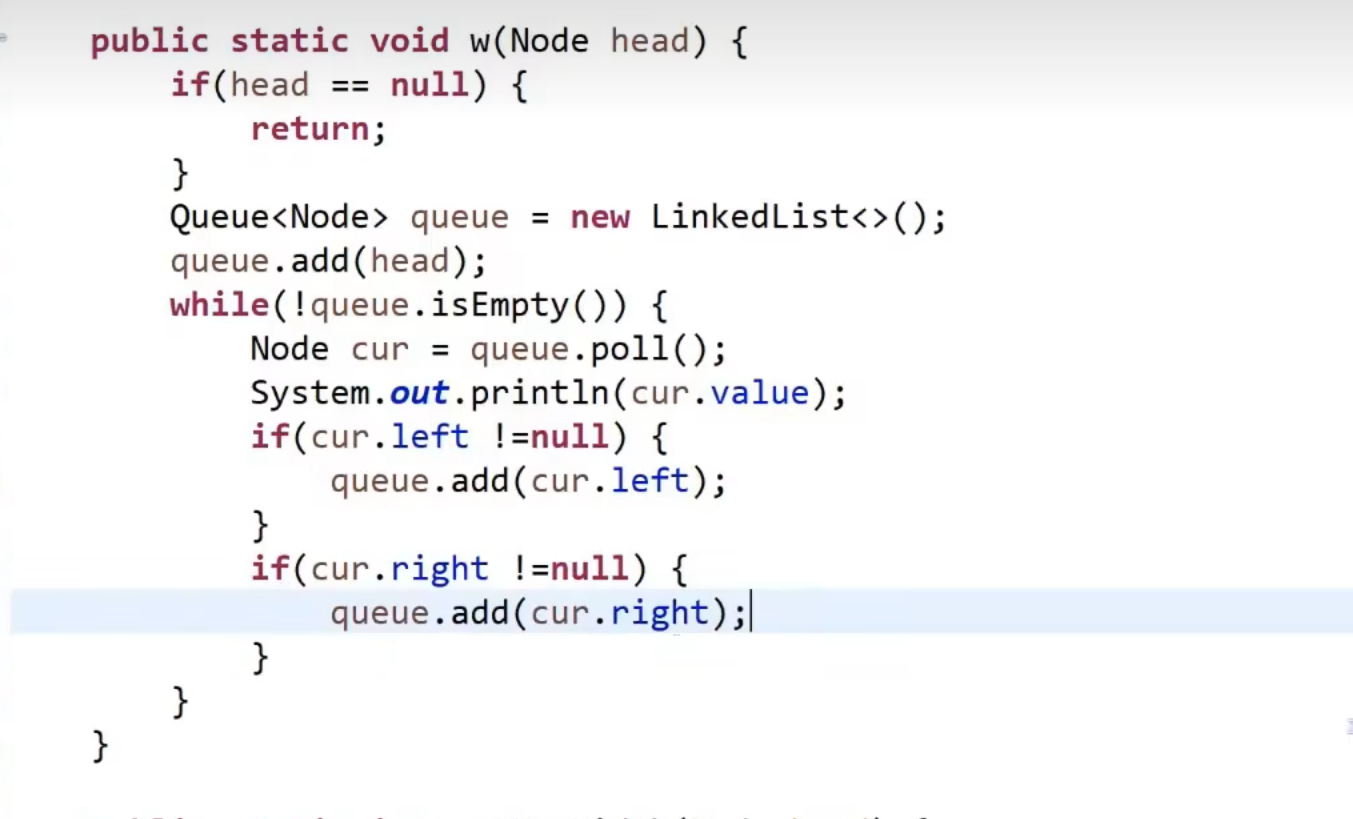 public static void w(Node head) {
    if(head == null) {
        return;
    }
    Queue<Node> queue = new LinkedList<>();
    queue.add(head);
    while(!queue.isEmpty()) {
        Node cur = queue.poll();
        System.out.println(cur.value);
        if(cur.left !=null) {
            queue.add(cur.left);
        }
        if(cur.right !=null) {
            queue.add(cur.right);
        }
    }
}